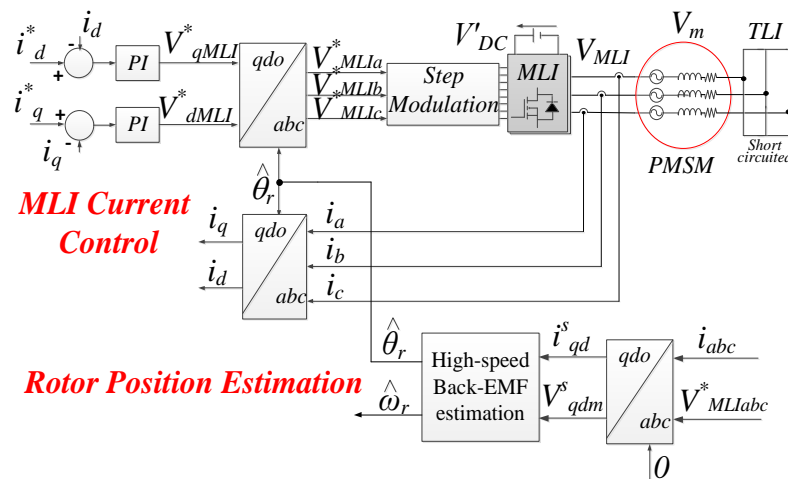 i*d
-
id
+
PI
V*qMLI
qdo
abc
V*MLIa
V*MLIb
V*MLIc
Step
Modulation
V'DC
MLI
VMLI
Vm
TLI
i*q
+
-
iq
PI
V*dMLI
Short
circuited
PMSM
θ̂r
MLI Current
Control
iq
id
qdo
abc
ia
ib
ic
θ̂r
Rotor Position Estimation
ω̂r
High-speed
Back-EMF
estimation
isqd
Vsqdm
qdo
abc
iabc
V*MLIabc
0